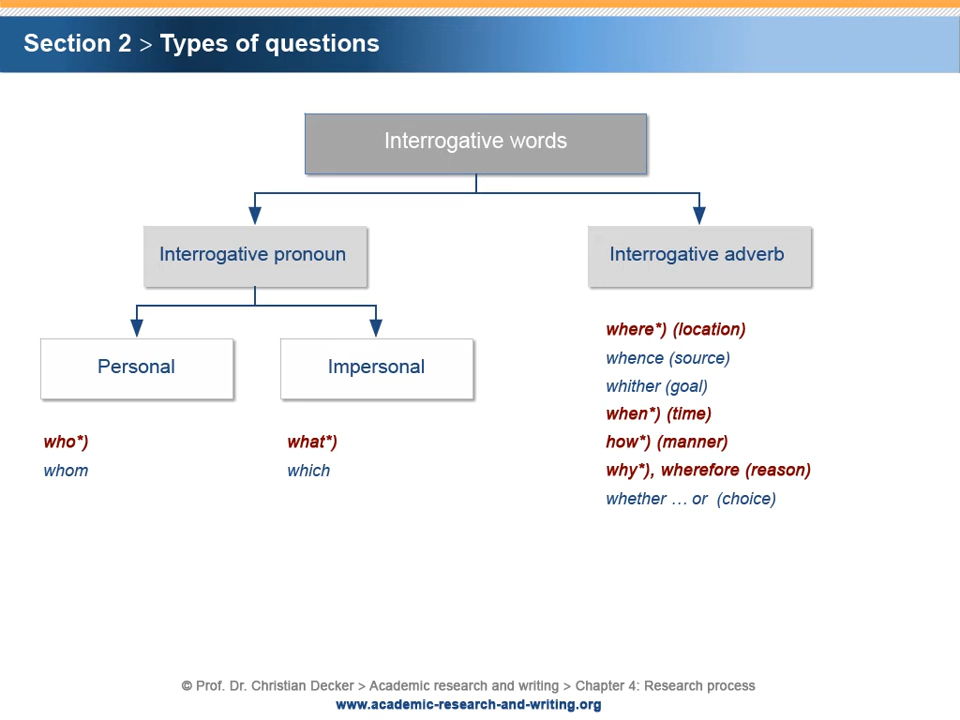 Section 2 > Types of questions
Interrogative words
Interrogative pronoun
Interrogative adverb
Personal
Impersonal
who*)
whom
what*)
which
where*) (location)
whence (source)
whither (goal)
when*) (time)
how*) (manner)
why*), wherefore (reason)
whether … or (choice)
© Prof. Dr. Christian Decker > Academic research and writing > Chapter 4: Research process
www.academic-research-and-writing.org